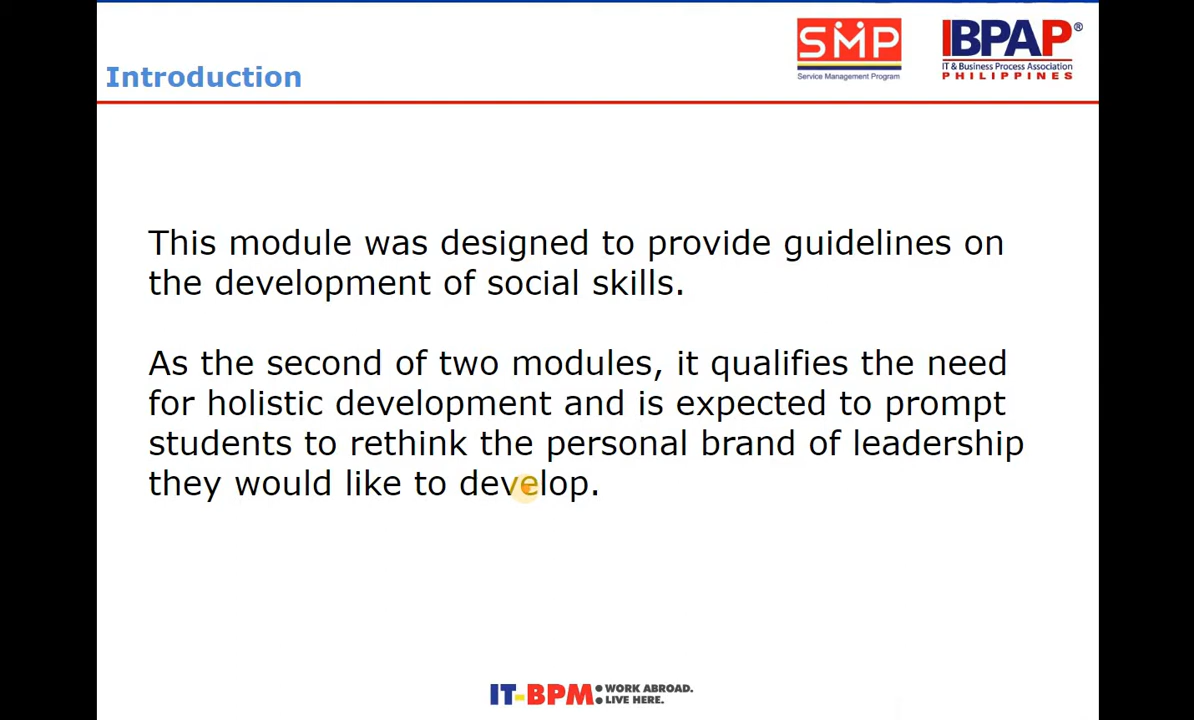 Introduction
SMP
Service Management Program
IBPAP®
IT & Business Process Association
PHILIPPINES
This module was designed to provide guidelines on
the development of social skills.
As the second of two modules, it qualifies the need
for holistic development and is expected to prompt
students to rethink the personal brand of leadership
they would like to develop.
IT-BPM: WORK ABROAD.
LIVE HERE.